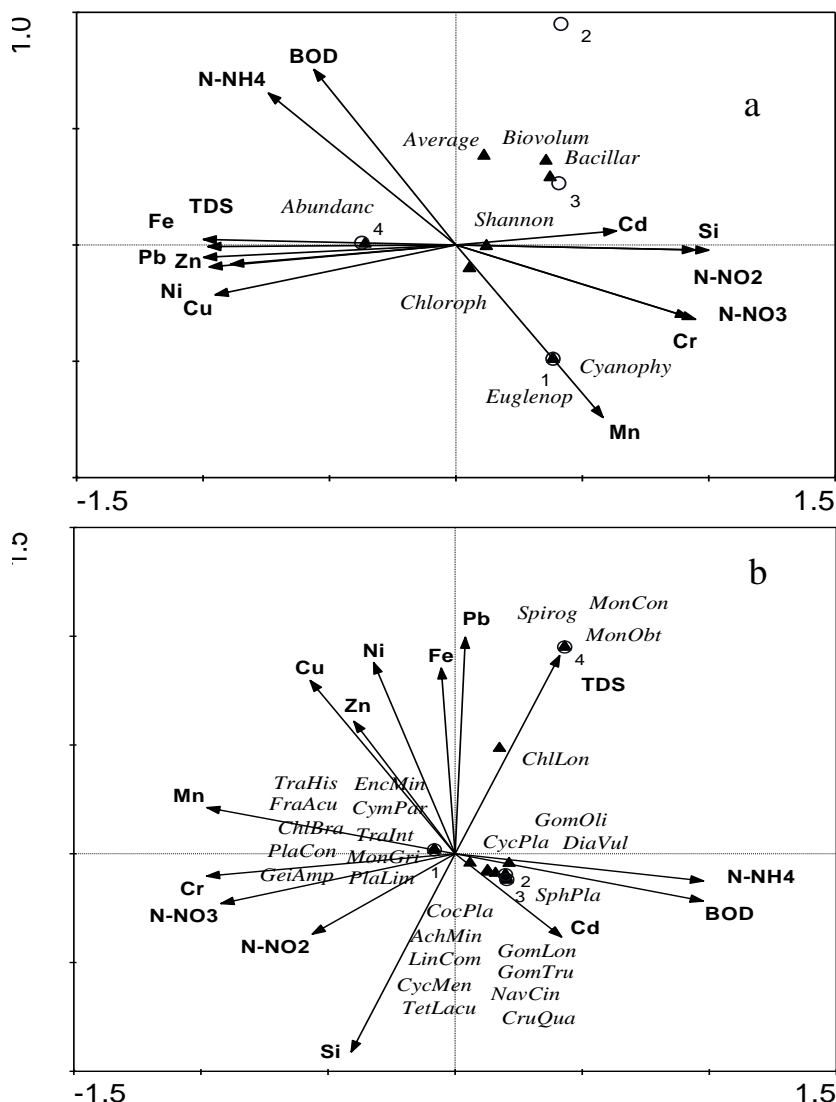 1.0
2
BOD
N-NH4
a
Average
Biovolum
Bacillar
3
TDS
Abundanc
Fe
4
Shannon
Cd
Si
Pb
Zn
N-NO2
Ni
Chloroph
Cu
N-NO3
Cr
1
Cyanophy
Euglenop
Mn
-1.5
1.5
b
Spirog
MonCon
Pb
Ni
Fe
MonObt
Cu
4
TDS
Zn
ChlLon
Mn
TraHis
EncMin
FraAcu
CymPar
GomOli
ChlBra
TraInt
CycPla
DiaVul
PlaCon
MonGri
1
2
N-NH4
Cr
GeiAmp
PlaLim
3
SphPla
N-NO3
CocPla
BOD
Cd
N-NO2
AchMin
GomLon
LinCom
GomTru
CycMen
NavCin
TetLacu
CruQua
Si
-1.5
1.5